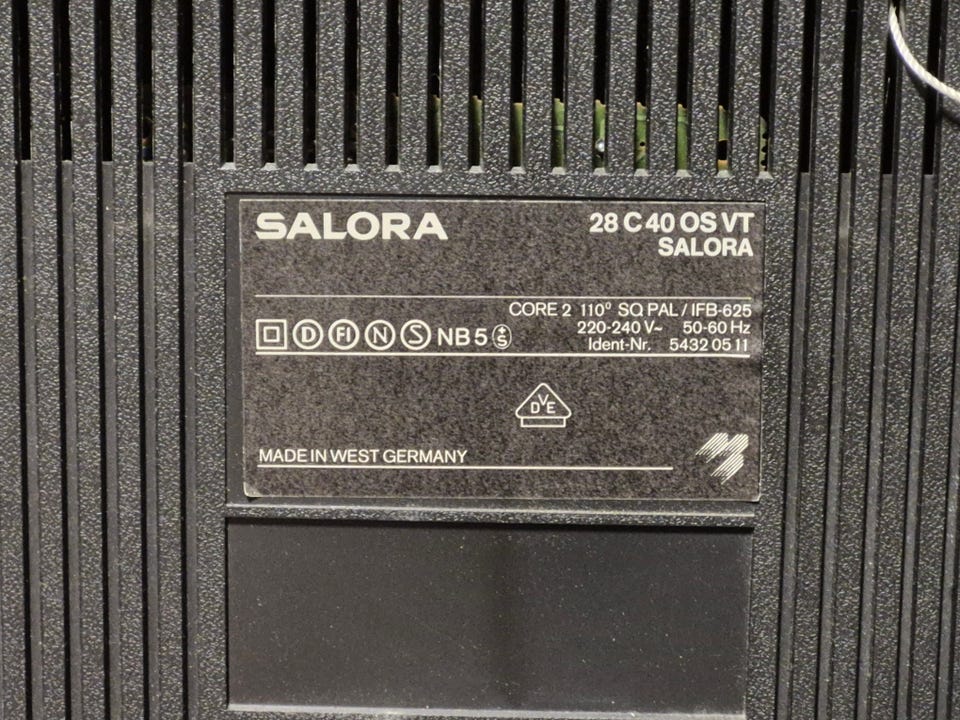 SALORA
28 C 40 OS VT
SALORA
CORE 2 110° SQ PAL / IFB-625
D FI N S NB 5 ±S 220-240 V~ 50-60 Hz
Ident-Nr. 5432 05 11
DVE
MADE IN WEST GERMANY